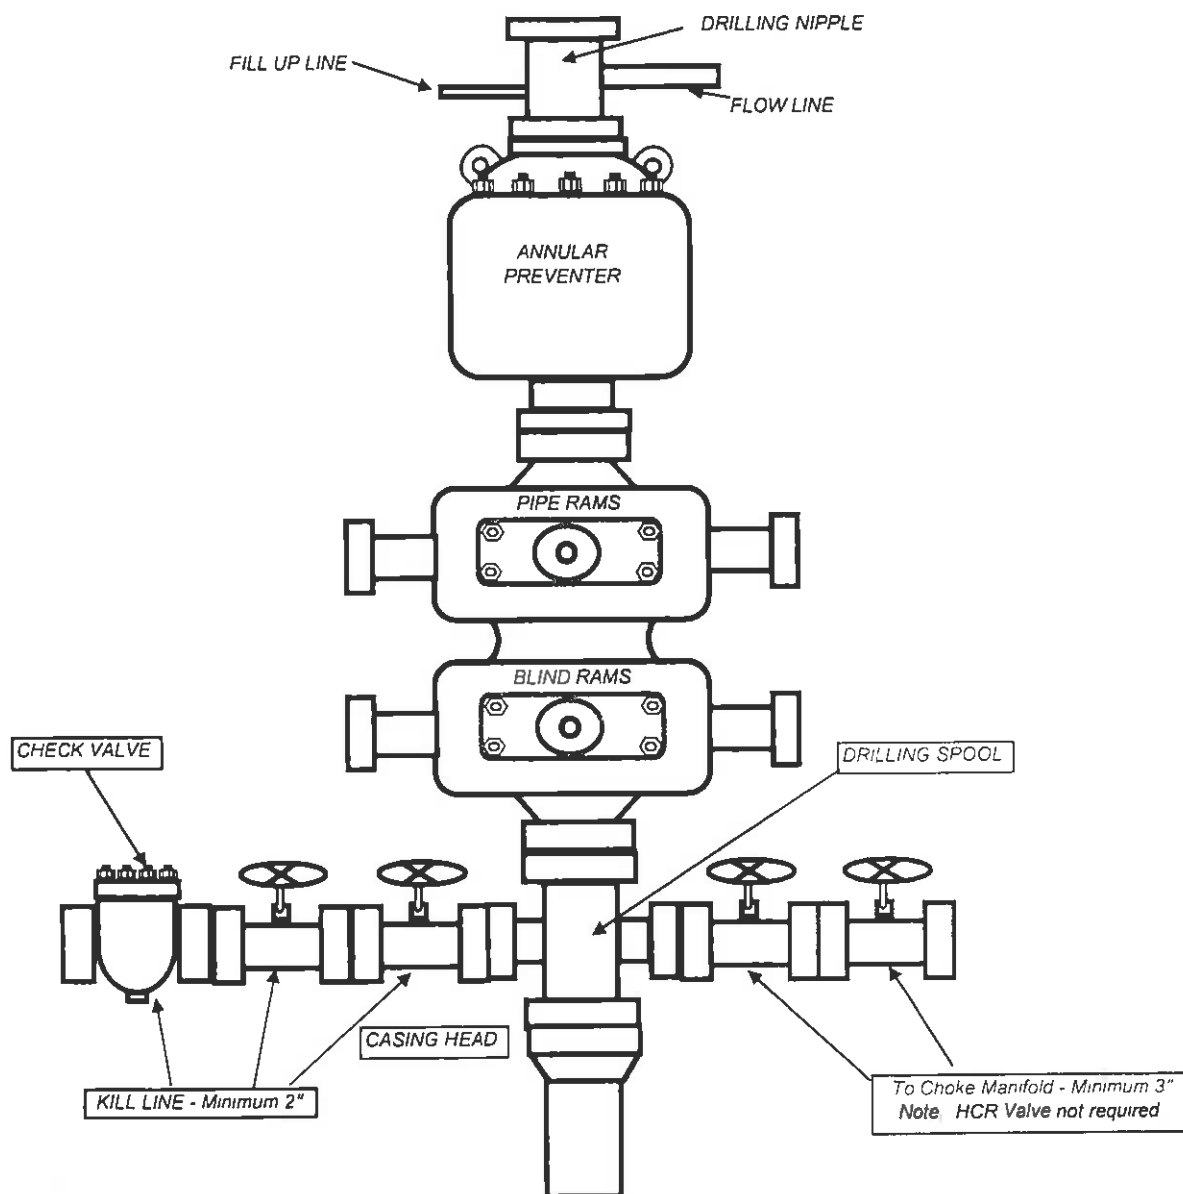 DRILLING NIPPLE
FILL UP LINE
FLOW LINE
ANNULAR
PREVENTER
PIPE RAMS
BLIND RAMS
CHECK VALVE
DRILLING SPOOL
CASING HEAD
KILL LINE - Minimum 2"
To Choke Manifold - Minimum 3"
Note HCR Valve not required